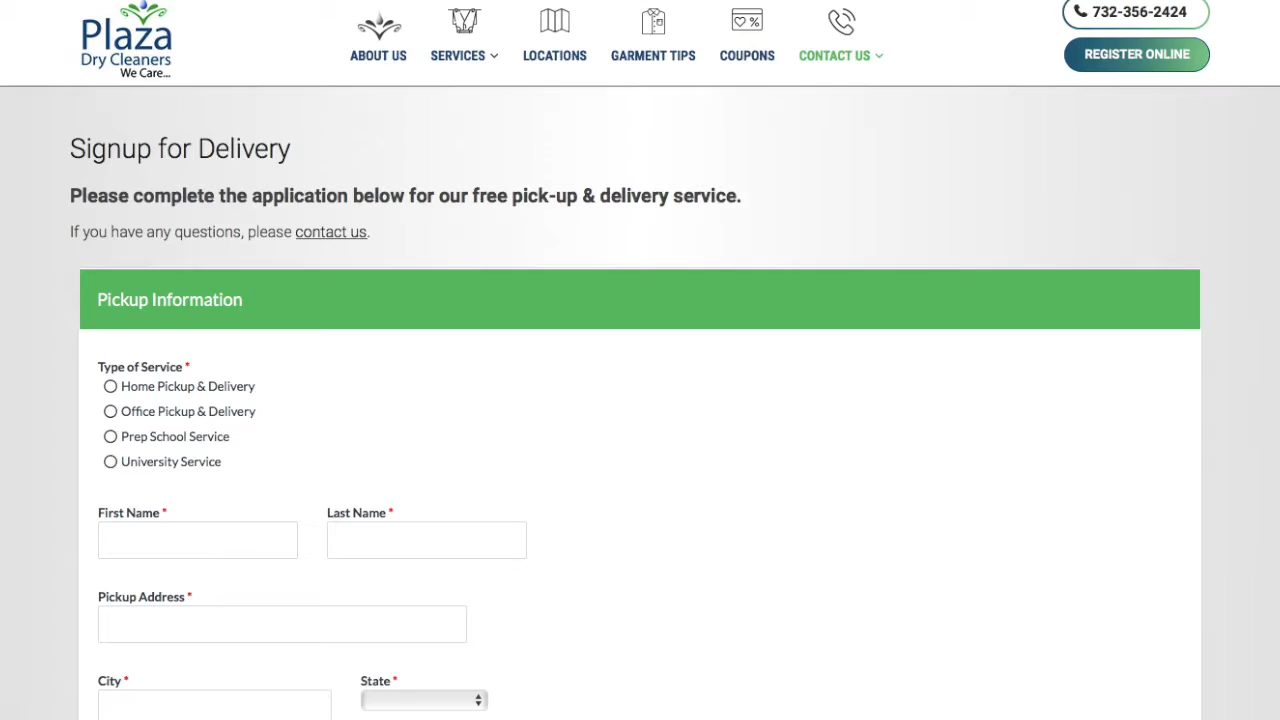 Plaza
Dry Cleaners
We Care...
ABOUT US
SERVICES
LOCATIONS
GARMENT TIPS
COUPONS
CONTACT US
732-356-2424
REGISTER ONLINE
Signup for Delivery
Please complete the application below for our free pick-up & delivery service.
If you have any questions, please contact us.
Pickup Information
Type of Service *
Home Pickup & Delivery
Office Pickup & Delivery
Prep School Service
University Service
First Name * Last Name *
Pickup Address *
City * State *